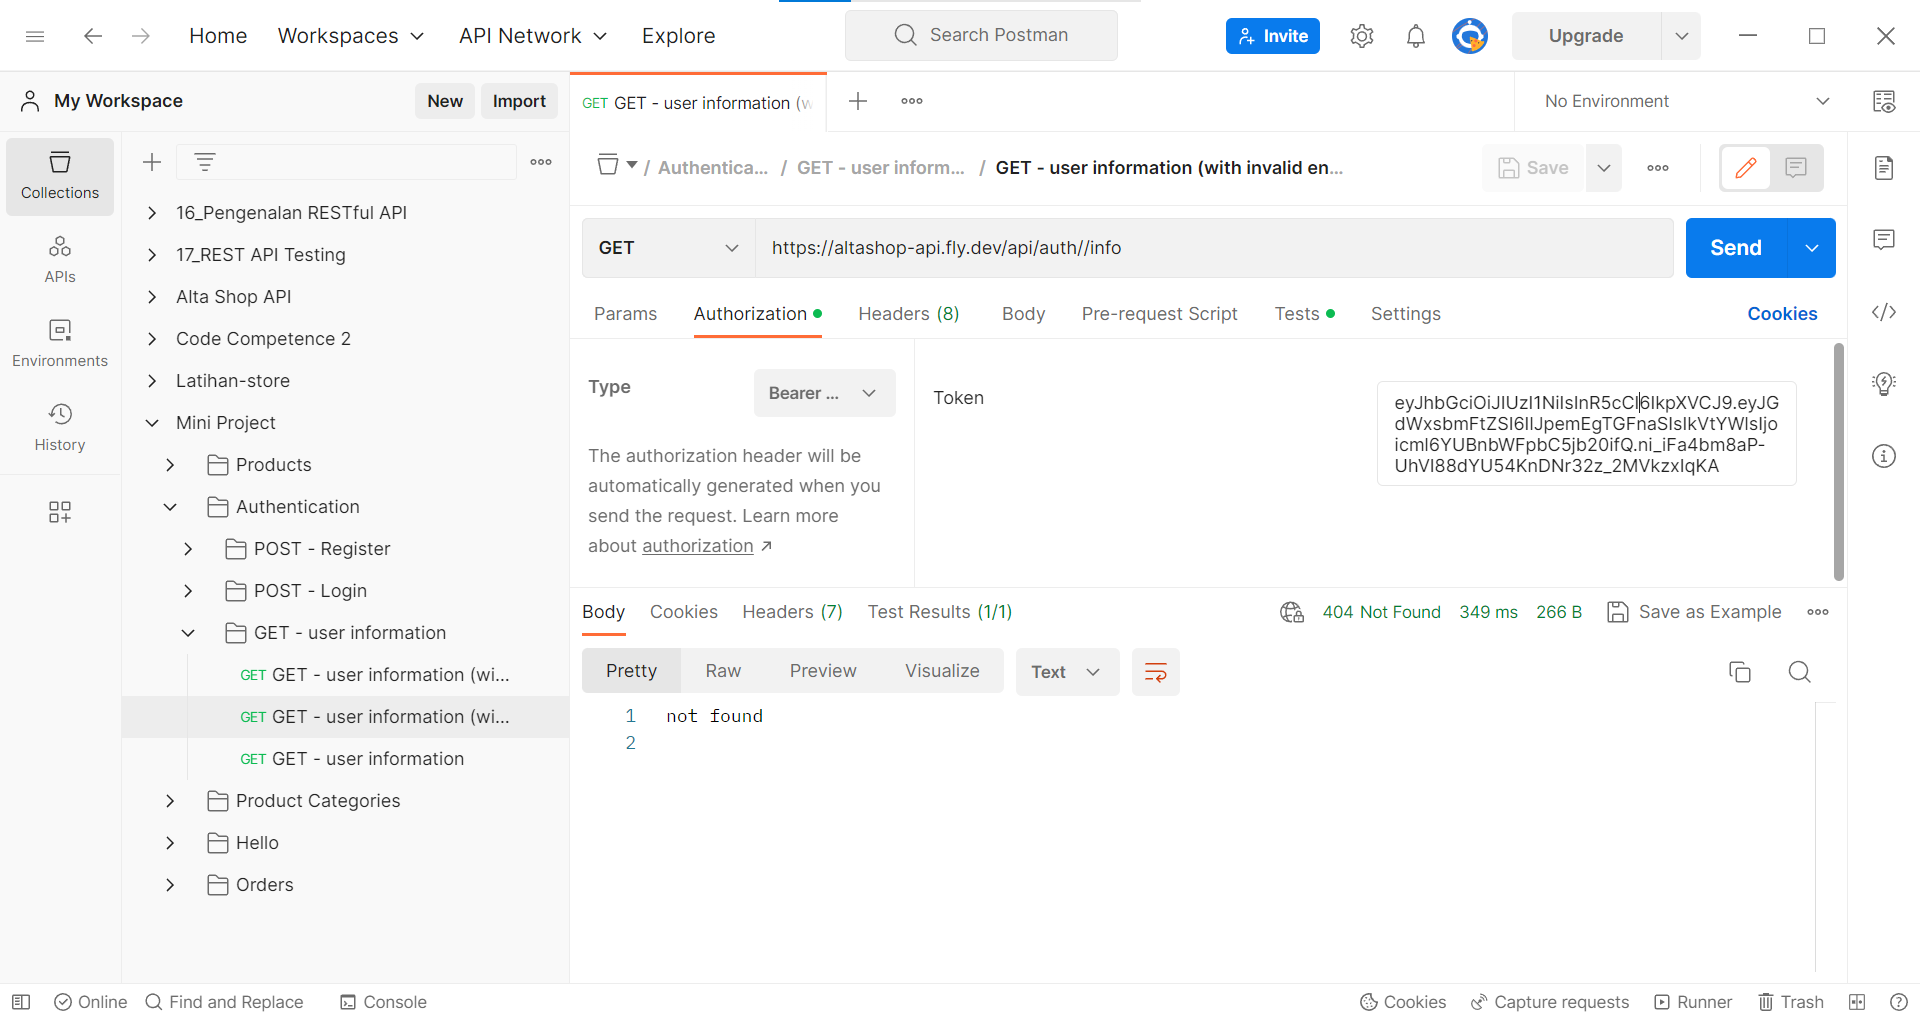 Home
Workspaces
API Network
Explore
Search Postman
Invite
Upgrade
My Workspace
New
Import
GET GET - user information (w
No Environment
Collections
APIs
Environments
History
16_Pengenalan RESTful API
17_REST API Testing
Alta Shop API
Code Competence 2
Latihan-store
Mini Project
Products
Authentication
POST - Register
POST - Login
GET - user information
GET GET - user information (wi...
GET GET - user information (wi...
GET GET - user information
Product Categories
Hello
Orders
/ Authentica... / GET - user inform... / GET - user information (with invalid en...
Save
GET
https://altashop-api.fly.dev/api/auth//info
Send
Params
Authorization
Headers (8)
Body
Pre-request Script
Tests
Settings
Cookies
Type
Bearer ...
The authorization header will be
automatically generated when you
send the request. Learn more
about authorization ↗
Token
eyJhbGciOiJIUzI1NiIsInR5cCI6IkpXVCJ9.eyJG
dWxsbmFtZSI6IlJpemEgTGFnaSIsIkVtYWlsIjo
icml6YUBnbWFpbC5jb20ifQ.ni_iFa4bm8aP-
UhVI88dYU54KnDNr32z_2MVkzxIqKA
Body
Cookies
Headers (7)
Test Results (1/1)
404 Not Found
349 ms
266 B
Save as Example
Pretty
Raw
Preview
Visualize
Text
1 not found
2
Online
Find and Replace
Console
Cookies
Capture requests
Runner
Trash